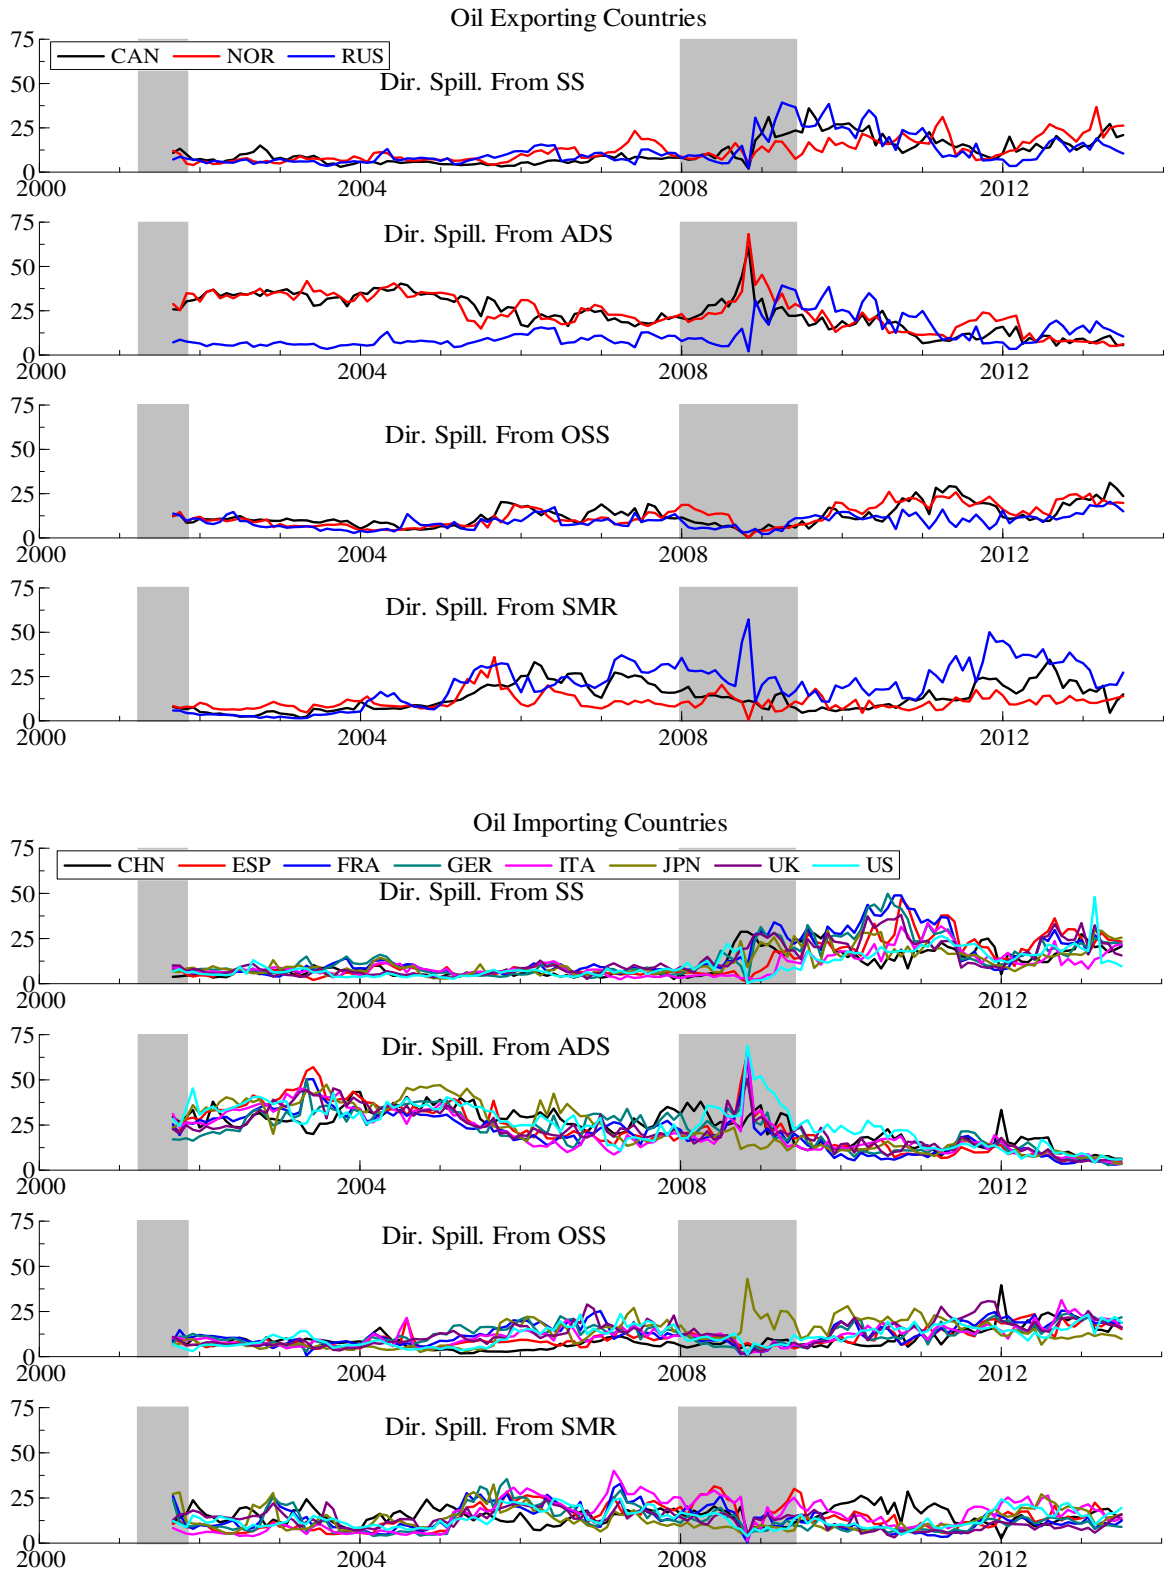 Oil Exporting Countries
75
CAN NOR RUS
Dir. Spill. From SS
50
25
0
2000 2004 2008 2012
75
Dir. Spill. From ADS
50
25
0
2000 2004 2008 2012
75
Dir. Spill. From OSS
50
25
0
2000 2004 2008 2012
75
Dir. Spill. From SMR
50
25
0
2000 2004 2008 2012
Oil Importing Countries
75
CHN ESP FRA GER ITA JPN UK US
Dir. Spill. From SS
50
25
0
2000 2004 2008 2012
75
Dir. Spill. From ADS
50
25
0
2000 2004 2008 2012
75
Dir. Spill. From OSS
50
25
0
2000 2004 2008 2012
75
Dir. Spill. From SMR
50
25
0
2000 2004 2008 2012